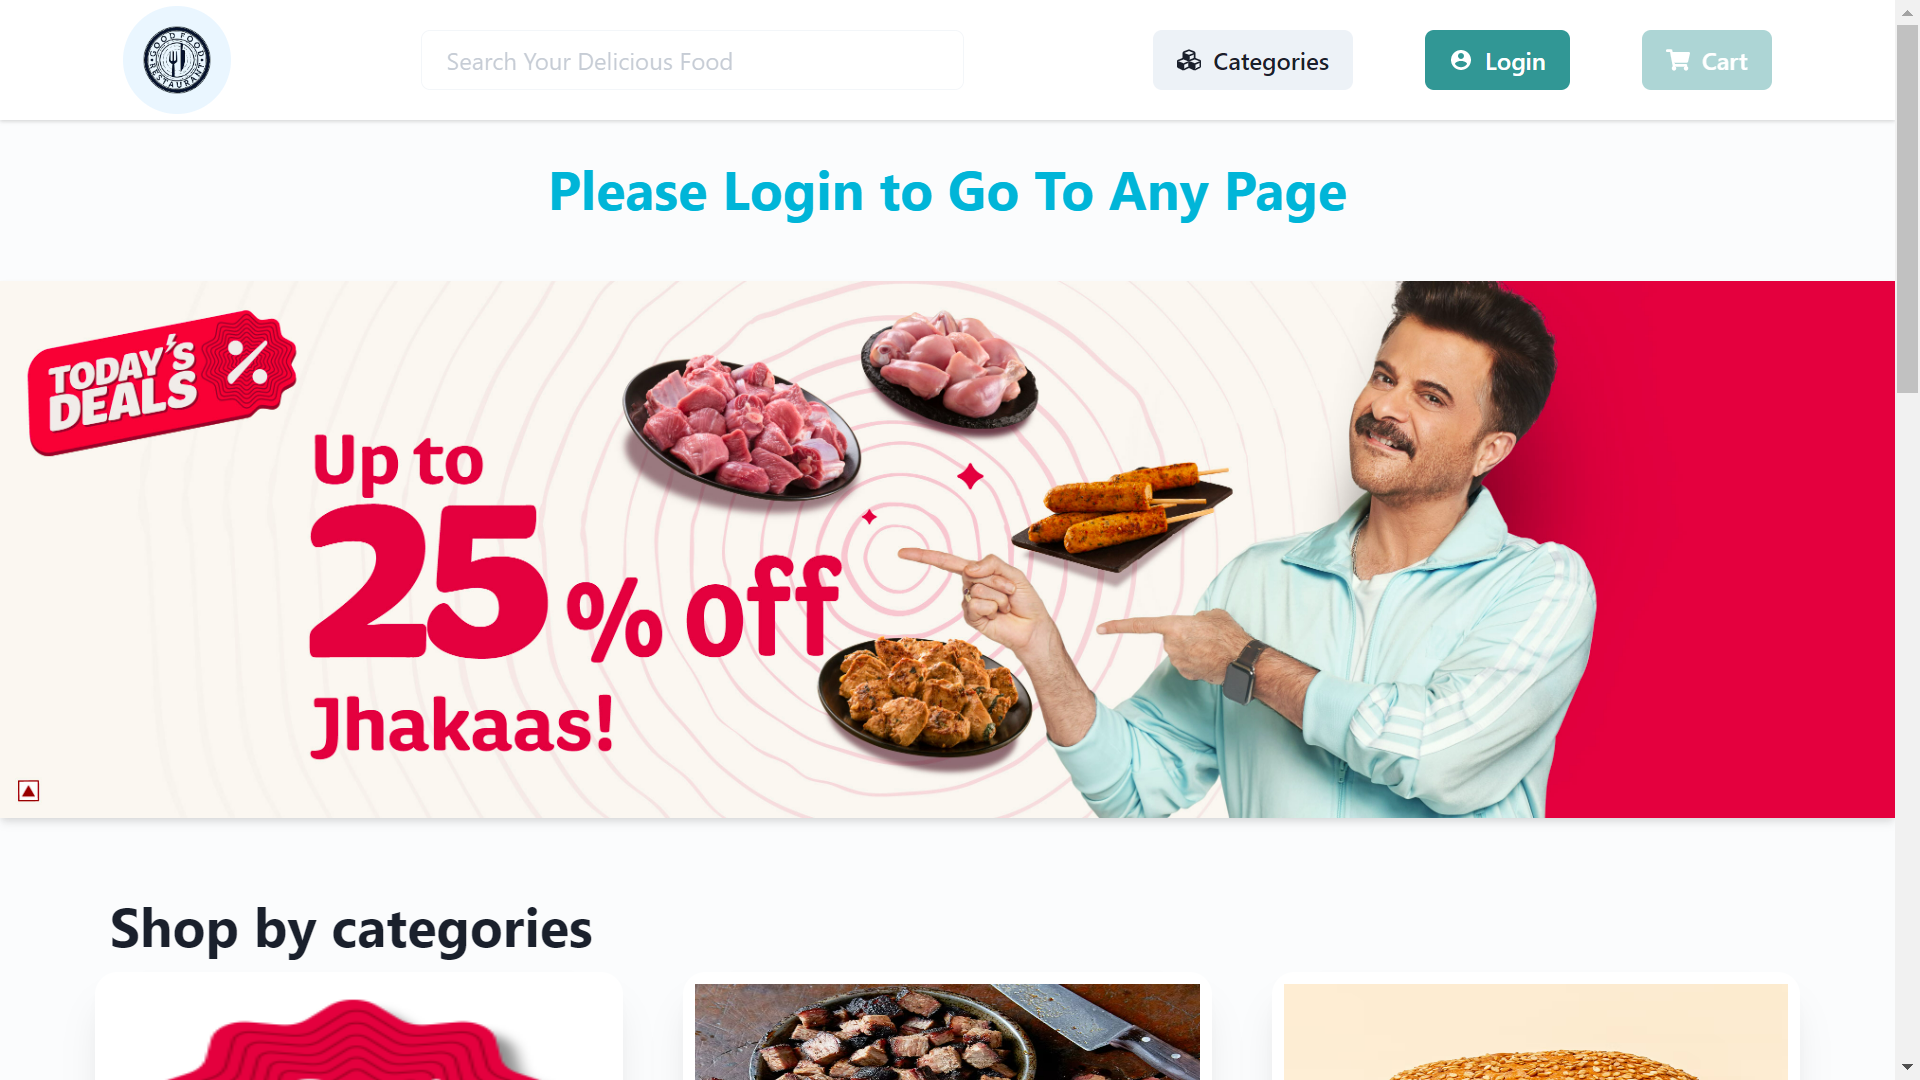 GOOD FOOD
RESTAURANT
Search Your Delicious Food
Categories
Login
Cart
Please Login to Go To Any Page
TODAY'S
DEALS
%
Up to
25% off
Jhakaas!
Shop by categories